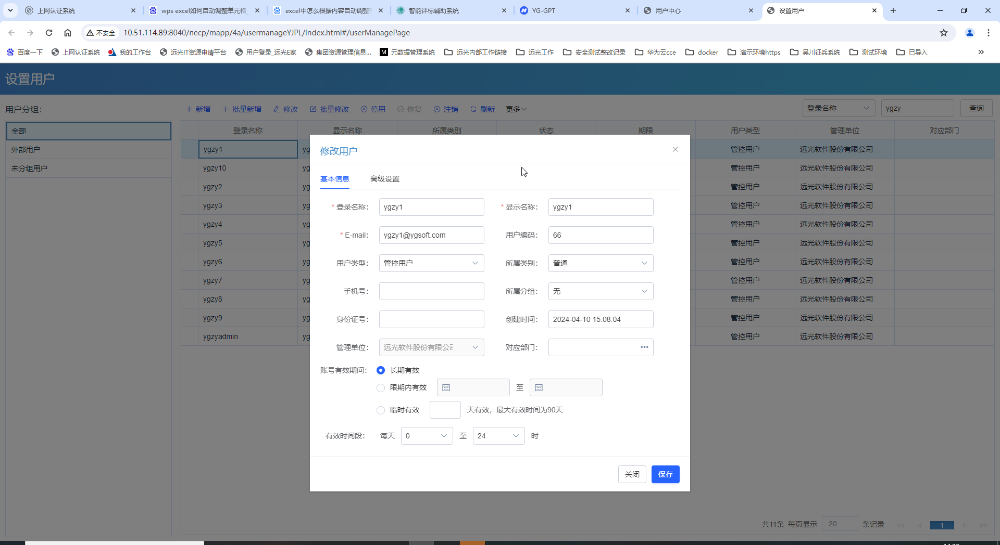 上网认证系统
wps excel如何自动调整单元格
excel中怎么根据内容自动调整
智能评标辅助系统
YG-GPT
用户中心
设置用户
不安全
10.51.114.89:8040/necp/mapp/4a/usermanageYJPL/index.html#/userManagePage
百度一下
上网认证系统
我的工作台
远光IT资源申请平台
用户登录_远光E家
集团资源管理信息...
元数据管理系统
远光内部工作链接
远光工作
安全测试整改记录
华为云cce
docker
演示环境https
吴川征兵系统
测试环境
已导入
设置用户
用户分组:
新增
批量新增
修改
批量修改
停用
恢复
注销
刷新
更多
登录名称
ygzy
查询
全部
外部用户
未分组用户
登录名称 显示名称 所属类别 状态 期限 用户类型 管理单位 对应部门
ygzy1 yg 管控用户 远光软件股份有限公司
ygzy10 yg 管控用户 远光软件股份有限公司
ygzy2 yg 管控用户 远光软件股份有限公司
ygzy3 yg 管控用户 远光软件股份有限公司
ygzy4 yg 管控用户 远光软件股份有限公司
ygzy5 yg 管控用户 远光软件股份有限公司
ygzy6 yg 管控用户 远光软件股份有限公司
ygzy7 yg 管控用户 远光软件股份有限公司
ygzy8 yg 管控用户 远光软件股份有限公司
ygzy9 yg 管控用户 远光软件股份有限公司
ygzyadmin yg 管控用户 远光软件股份有限公司
修改用户
基本信息 高级设置
* 登录名称: ygzy1 * 显示名称: ygzy1
* E-mail: ygzy1@ygsoft.com 用户编码: 66
用户类型: 管控用户 所属类别: 普通
手机号: 所属分组: 无
身份证号: 创建时间: 2024-04-10 15:08:04
管理单位: 远光软件股份有限公 对应部门: •••
账号有效期间: 长期有效
限期内有效 至
临时有效 天有效，最大有效时间为90天
有效时间段: 每天 0 至 24 时
关闭 保存
共11条 每页显示 20 条记录 << < 1 > >>